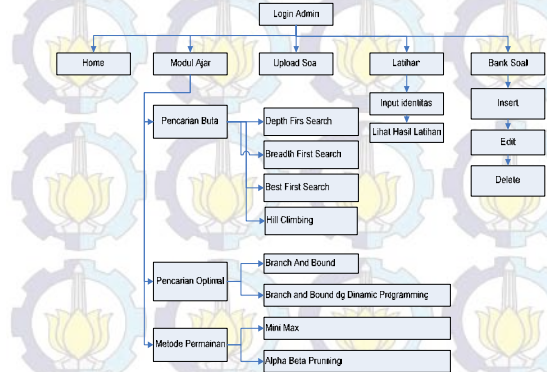 Login Admin
Home
Modul Ajar
Upload Soa
Latihan
Bank Soal
Pencarian Buta
Depth Firs Search
Breadth First Search
Best First Search
Hill Climbing
Input identitas
Lihat Hasil Latihan
Insert
Edit
Delete
Pencarian Optimal
Branch And Bound
Branch and Bound dg Dinamic Programming
Metode Permainan
Mini Max
Alpha Beta Prunning